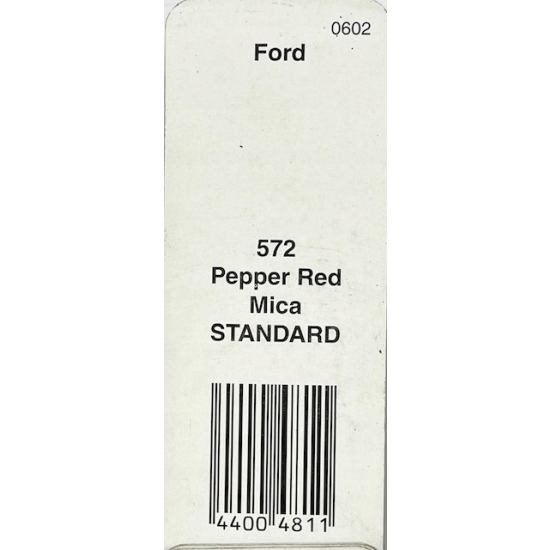 0602
Ford
572
Pepper Red
Mica
STANDARD
4400 4811